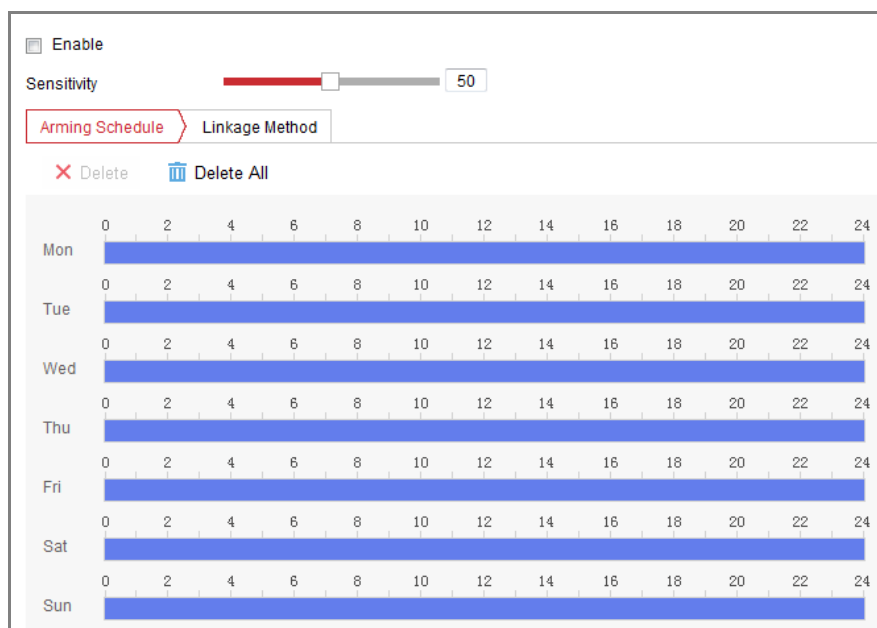 Enable
Sensitivity 50
Arming Schedule Linkage Method
Delete Delete All
0 2 4 6 8 10 12 14 16 18 20 22 24
Mon
0 2 4 6 8 10 12 14 16 18 20 22 24
Tue
0 2 4 6 8 10 12 14 16 18 20 22 24
Wed
0 2 4 6 8 10 12 14 16 18 20 22 24
Thu
0 2 4 6 8 10 12 14 16 18 20 22 24
Fri
0 2 4 6 8 10 12 14 16 18 20 22 24
Sat
0 2 4 6 8 10 12 14 16 18 20 22 24
Sun